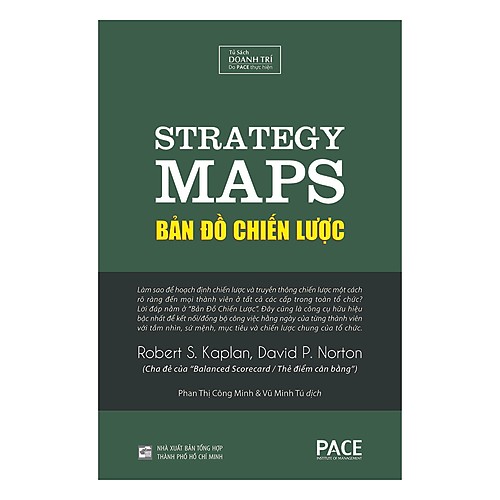 Tủ Sách
DOANH TRÍ
Do PACE thực hiện
STRATEGY
MAPS
BẢN ĐỒ CHIẾN LƯỢC
Làm sao để hoạch định chiến lược và truyền thông chiến lược một cách
rõ ràng đến mọi thành viên ở tất cả các cấp trong toàn tổ chức?
Lời đáp nằm ở "Bản Đồ Chiến Lược". Đây cũng là công cụ hữu hiệu
bậc nhất để kết nối/đồng bộ công việc hằng ngày của từng thành viên
với tầm nhìn, sứ mệnh, mục tiêu và chiến lược chung của tổ chức.
Robert S. Kaplan, David P. Norton
(Cha đẻ của "Balanced Scorecard / Thẻ điểm cân bằng")
Phan Thị Công Minh & Vũ Minh Tú dịch
NHÀ XUẤT BẢN TỔNG HỢP
THÀNH PHỐ HỒ CHÍ MINH
PACE
INSTITUTE OF MANAGEMENT